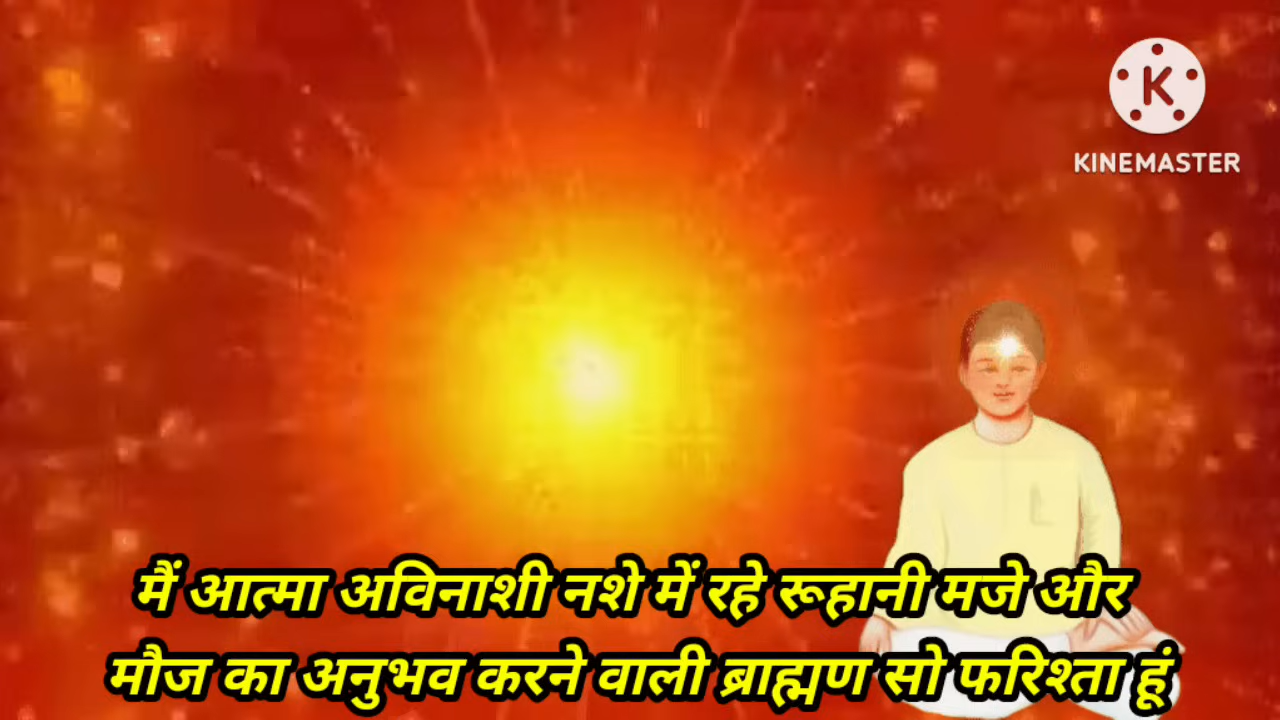 K
KINEMASTER
मैं आत्मा अविनाशी नशे में रहे रूहानी मजे और
मौज का अनुभव करने वाली ब्राह्मण सो फरिश्ता हूं